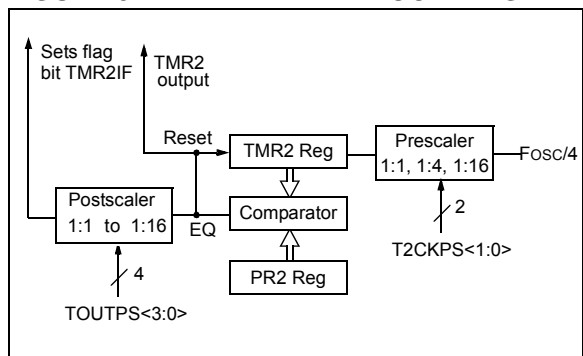 Sets flag
bit TMR2IF
TMR2
output
Reset
TMR2 Reg
Prescaler
1:1, 1:4, 1:16
FOSC/4
Postscaler
1:1 to 1:16
EQ
Comparator
2
T2CKPS<1:0>
4
PR2 Reg
TOUTPS<3:0>